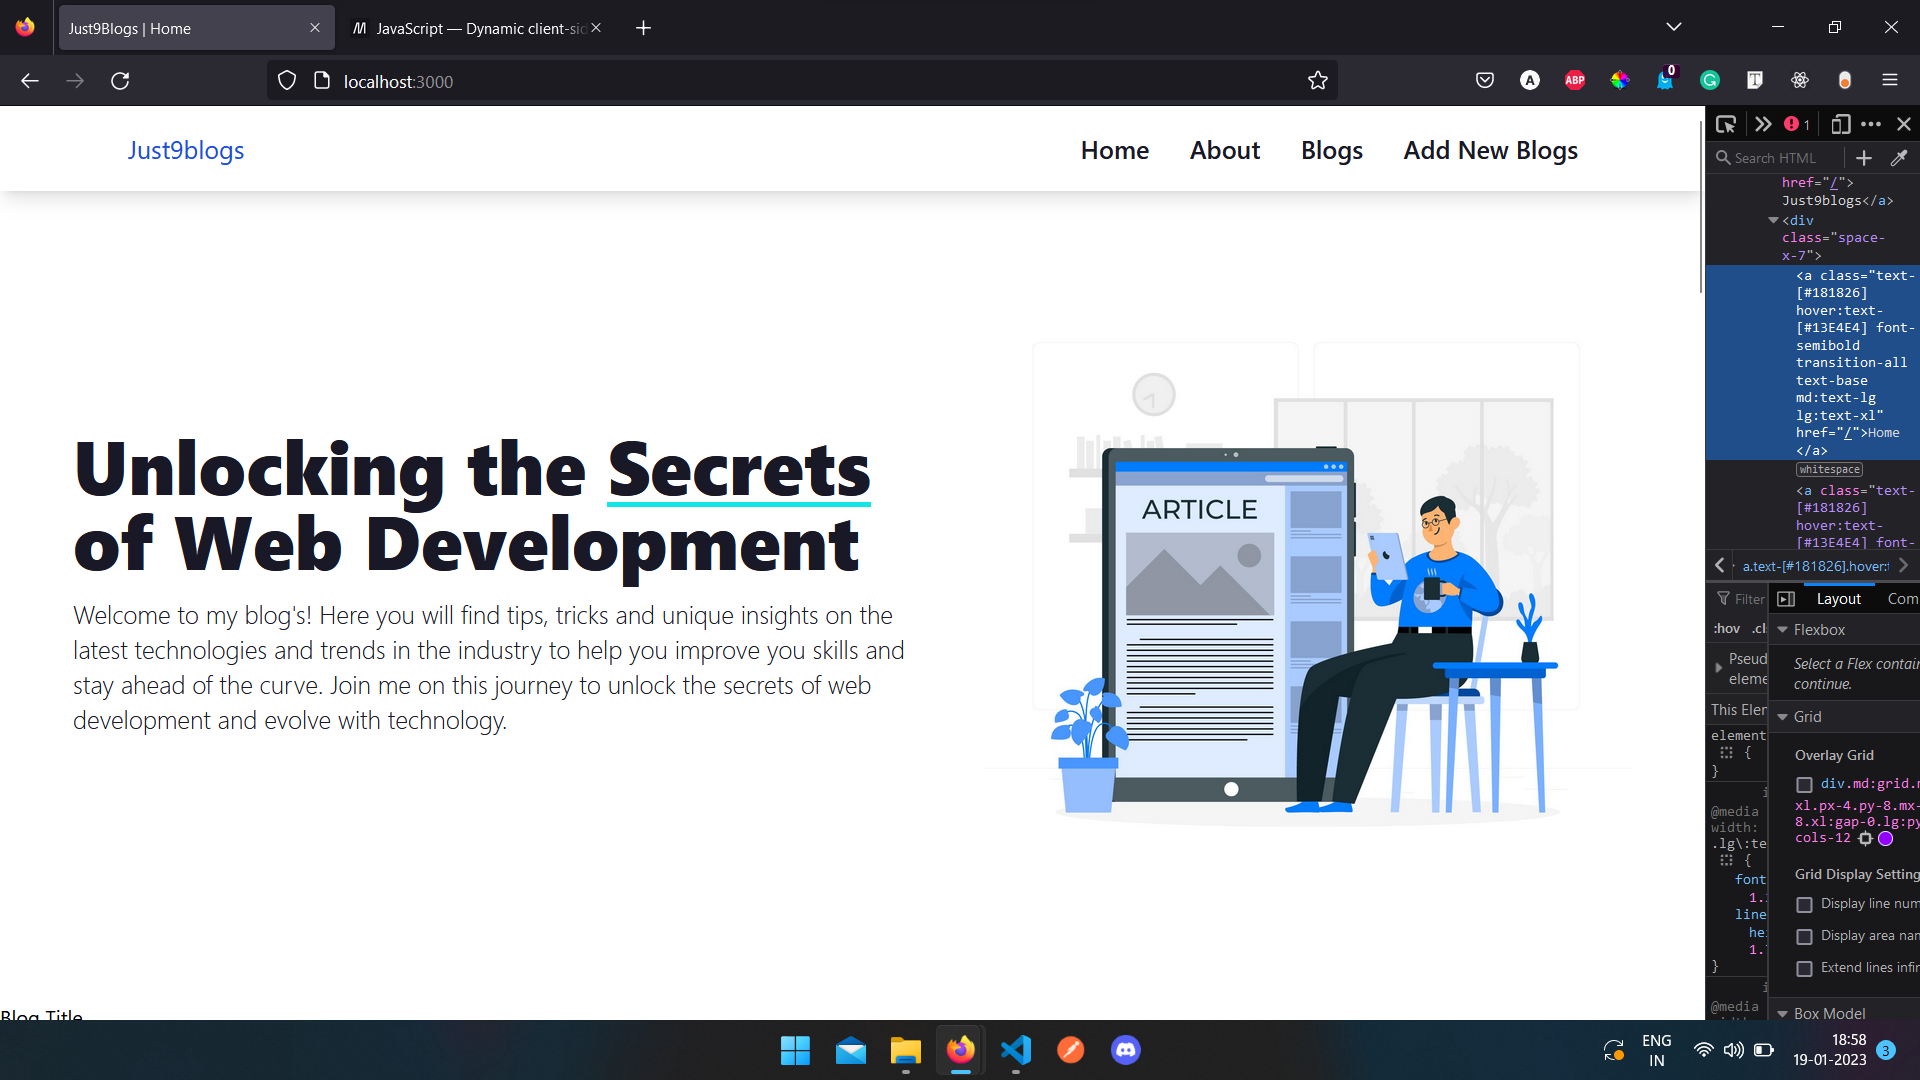 Just9Blogs | Home
JavaScript — Dynamic client-sid
localhost:3000
ABP
0
Just9blogs
Home
About
Blogs
Add New Blogs
Unlocking the Secrets
of Web Development
Welcome to my blog's! Here you will find tips, tricks and unique insights on the
latest technologies and trends in the industry to help you improve you skills and
stay ahead of the curve. Join me on this journey to unlock the secrets of web
development and evolve with technology.
ARTICLE
Blog Title
1
Search HTML
href="/">
Just9blogs</a>
<div
class="space-
x-7">
<a class="text-
[#181826]
hover:text-
[#13E4E4] font-
semibold
transition-all
text-base
md:text-lg
lg:text-xl"
href="/">Home
</a>
whitespace
<a class="text-
[#181826]
hover:text-
[#13E4E4] font-
a.text-[#181826].hover:t
Filter
Layout
Com
:hov .cl
Flexbox
Pseud
eleme
Select a Flex contain
continue.
This Elem
Grid
element
{
}
Overlay Grid
div.md:grid.m
xl.px-4.py-8.mx-
8.xl:gap-0.lg:py
cols-12
@media
width:
.lg\:te
{
font
1.
line
hei
1.
}
Grid Display Setting
Display line num
Display area nam
Extend lines infin
@media
Box Model
ENG
IN
18:58
19-01-2023
3